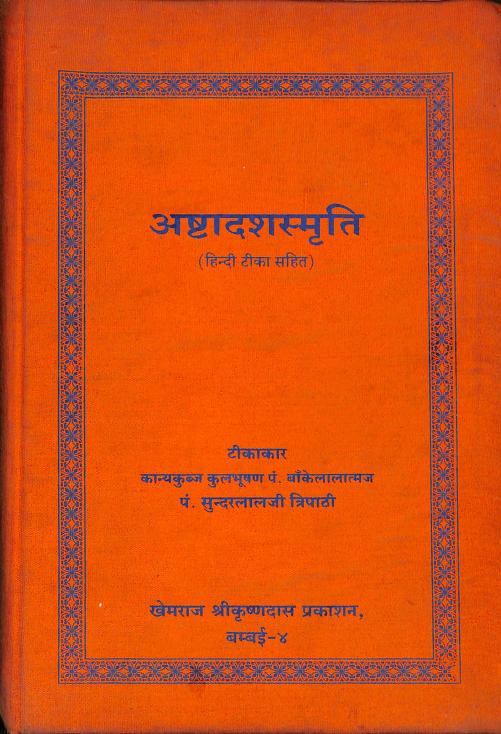 अष्टादशस्मृति
(हिन्दी टीका सहित)
टीकाकार
कान्यकुब्ज कुलभूषण पं. बाँकेलालात्मज
पं. सुन्दरलालजी त्रिपाठी
खेमराज श्रीकृष्णदास प्रकाशन,
बम्बई-४